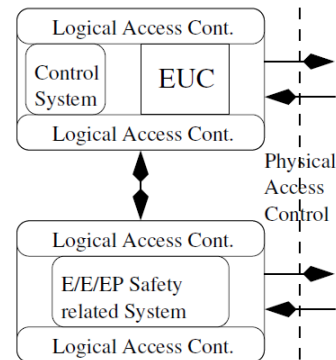 Logical Access Cont.
Control
System
EUC
Logical Access Cont.
Physical
Access
Control
Logical Access Cont.
E/E/EP Safety
related System
Logical Access Cont.